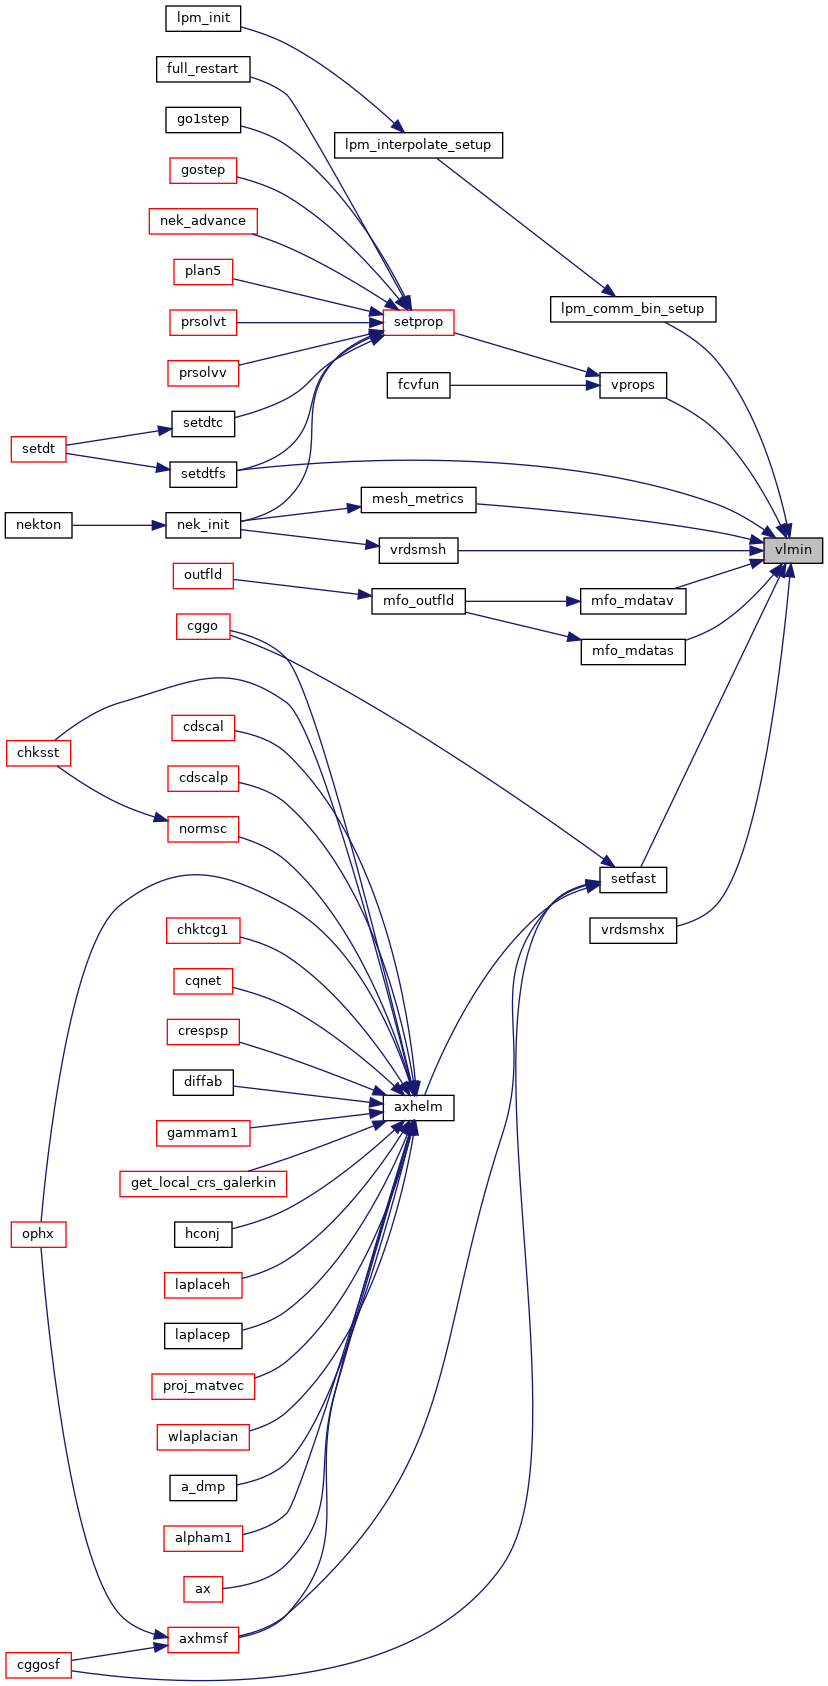 lpm_init
full_restart
go1step
lpm_interpolate_setup
gostep
nek_advance
plan5
lpm_comm_bin_setup
prsolvt
setprop
prsolvv
fcvfun
vprops
setdtc
setdt
setdtfs
mesh_metrics
nekton
nek_init
vrdsmsh
vlmin
outfld
mfo_outfld
mfo_mdatav
cggo
mfo_mdatas
cdscal
chksst
cdscalp
normsc
setfast
chktcg1
vrdsmshx
cqnet
crespsp
diffab
axhelm
gammam1
get_local_crs_galerkin
ophx
hconj
laplaceh
laplacep
proj_matvec
wlaplacian
a_dmp
alpham1
ax
axhmsf
cggosf